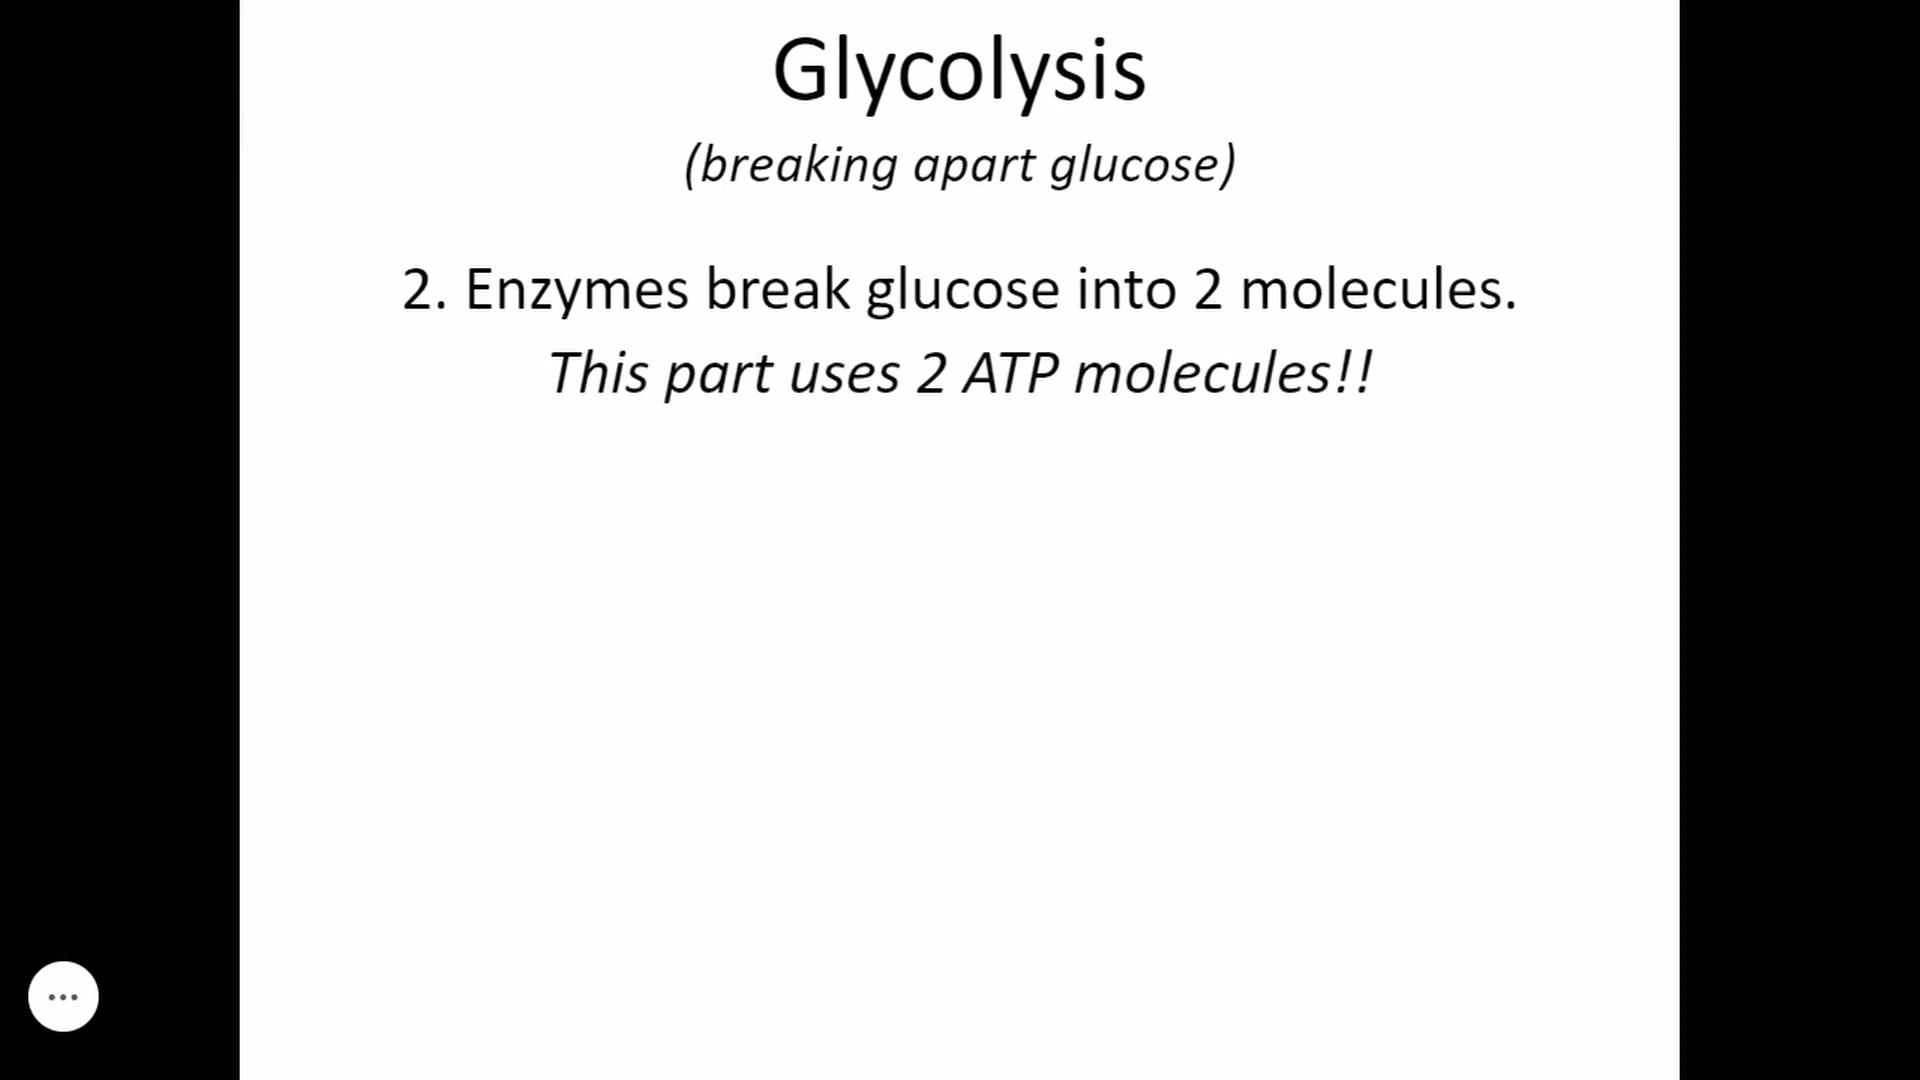 Glycolysis
(breaking apart glucose)
2. Enzymes break glucose into 2 molecules.
This part uses 2 ATP molecules!!